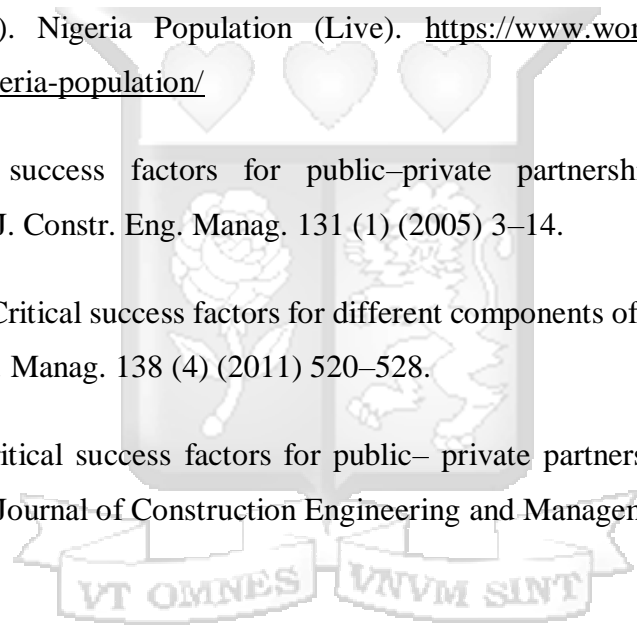 ). Nigeria Population (Live). https://www.wor
eria-population/
success factors for public–private partnersh
J. Constr. Eng. Manag. 131 (1) (2005) 3–14.
Critical success factors for different components of
Manag. 138 (4) (2011) 520–528.
itical success factors for public– private partners
Journal of Construction Engineering and Managen
VT OMNES VNVM SINT